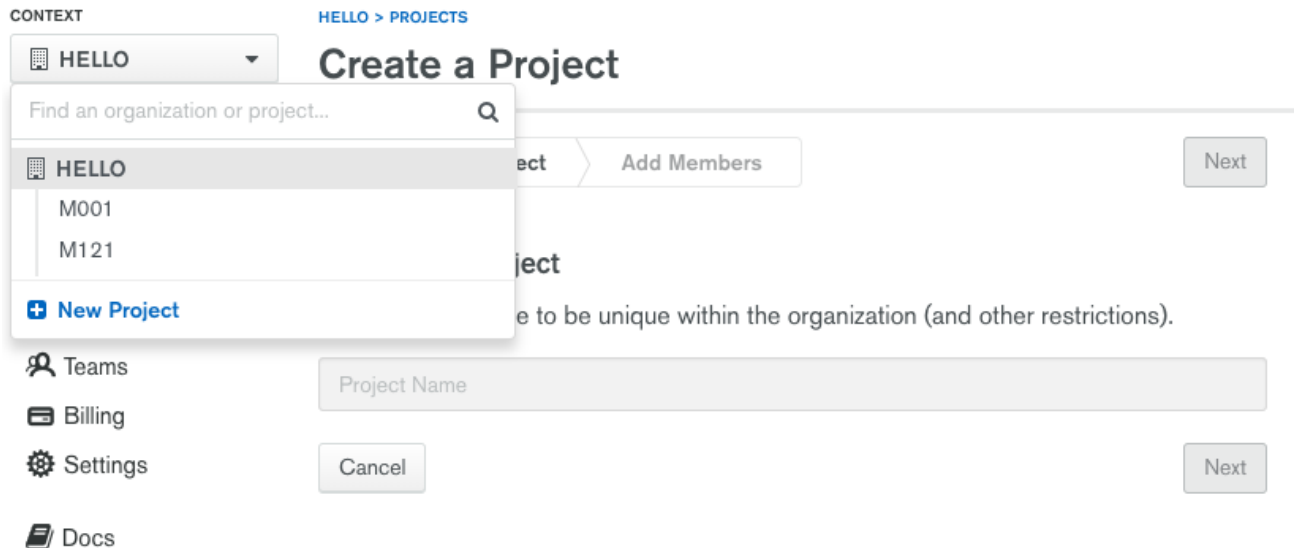 CONTEXT
HELLO
Find an organization or project...
HELLO
M001
M121
New Project
Teams
Billing
Settings
Docs
HELLO > PROJECTS
Create a Project
ect
Add Members
Next
ject
e to be unique within the organization (and other restrictions).
Project Name
Cancel
Next